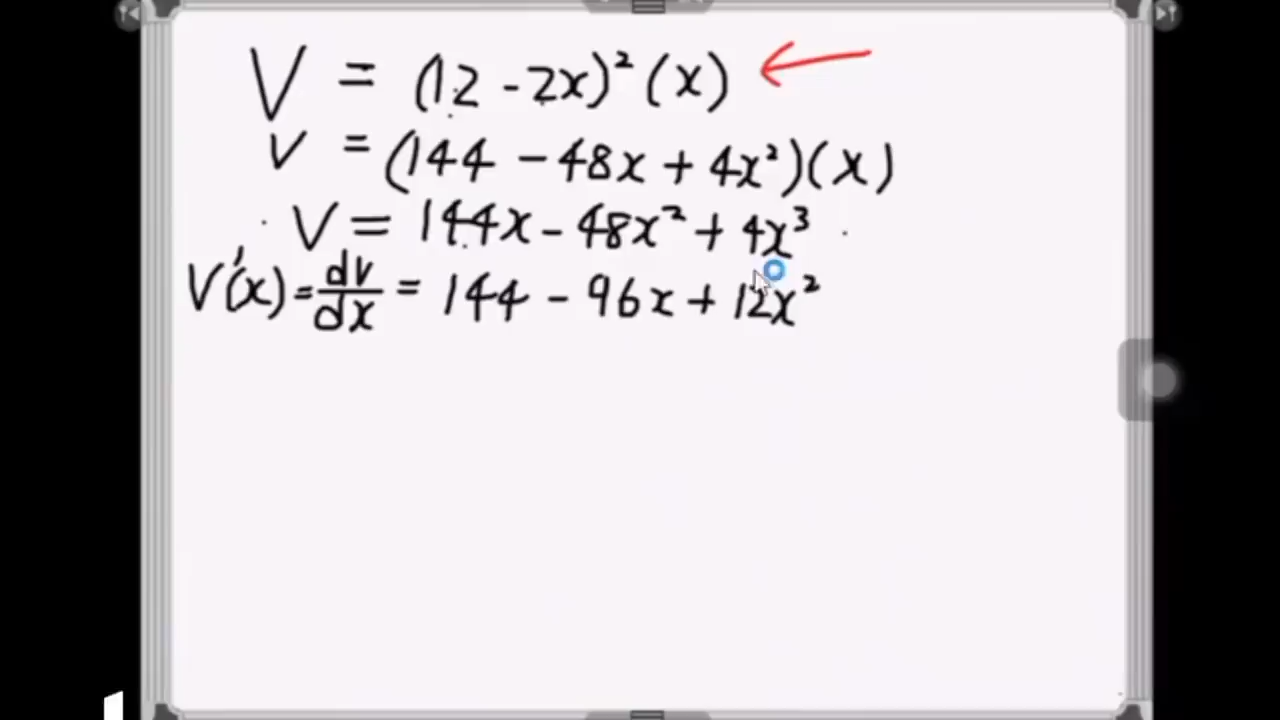 V = (12 - 2x)² (x)
V = (144 - 48x + 4x²)(x)
V = 144x - 48x² + 4x³
V'(x) = dv/dx = 144 - 96x + 12x²